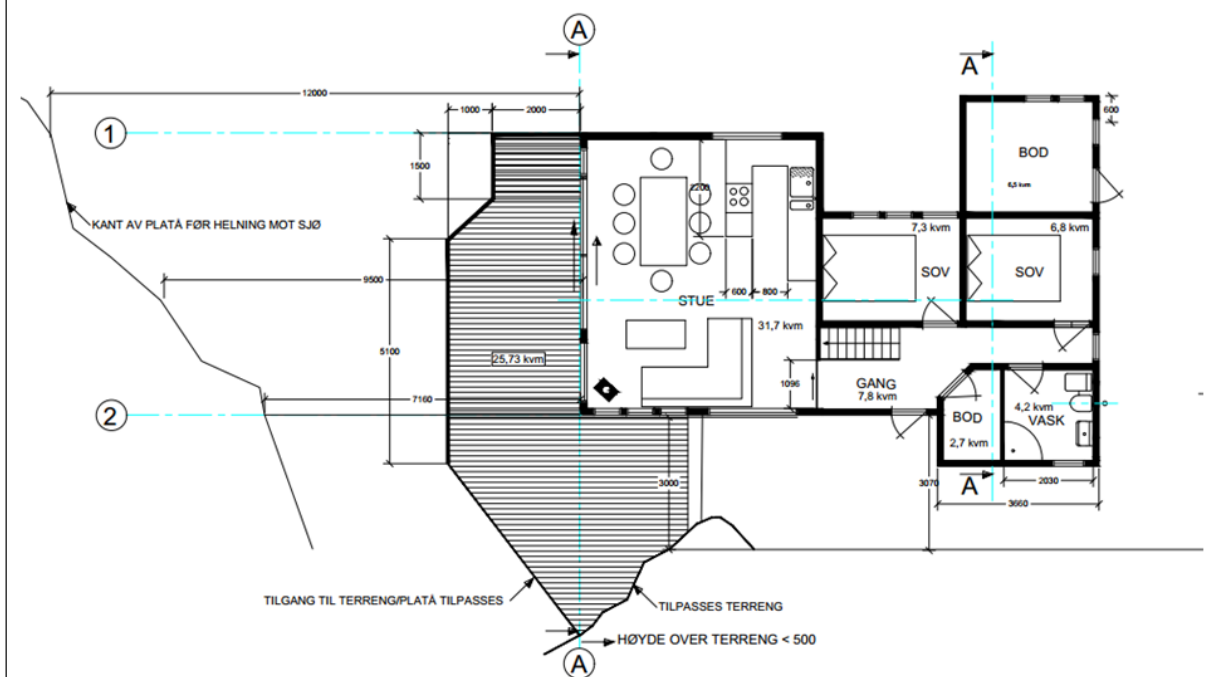 A
A
12000
1000
2000
600
1
1500
BOD
6,5 kvm
2200
KANT AV PLATÅ FØR HELNING MOT SJØ
7,3 kvm
6,8 kvm
SOV
SOV
9500
600
800
STUE
31,7 kvm
5100
25,73 kvm
1096
GANG
7,8 kvm
7160
2
4,2 kvm
VASK
BOD
2,7 kvm
3000
3070
A
2030
3660
TILGANG TIL TERRENG/PLATÅ TILPASSES
TILPASSES TERRENG
HØYDE OVER TERRENG < 500
A